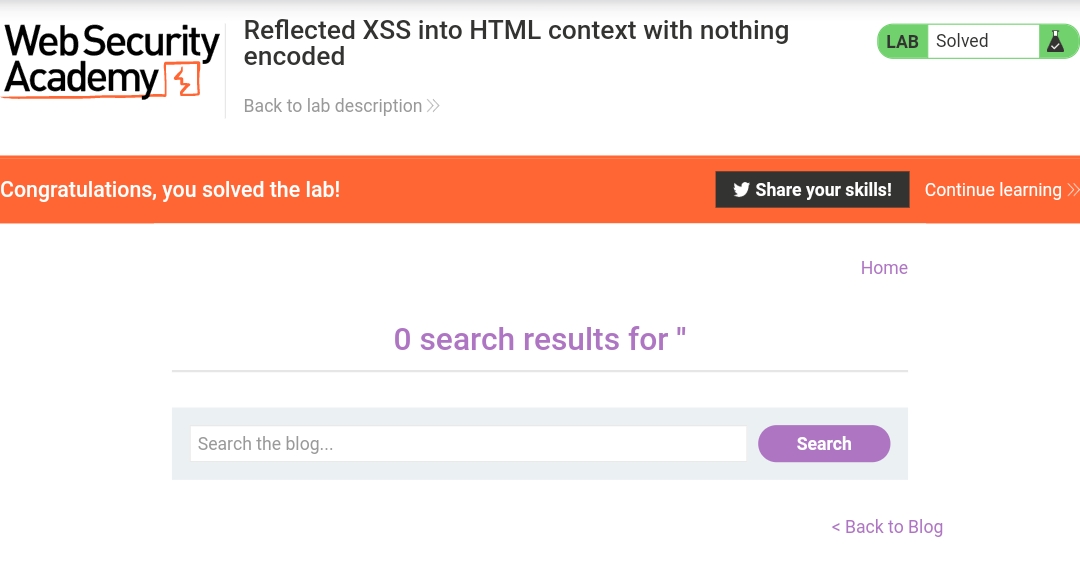 Web Security
Academy
Reflected XSS into HTML context with nothing
encoded
Back to lab description
LAB Solved
Congratulations, you solved the lab!
Share your skills!
Continue learning
Home
0 search results for ''
Search the blog...
Search
< Back to Blog